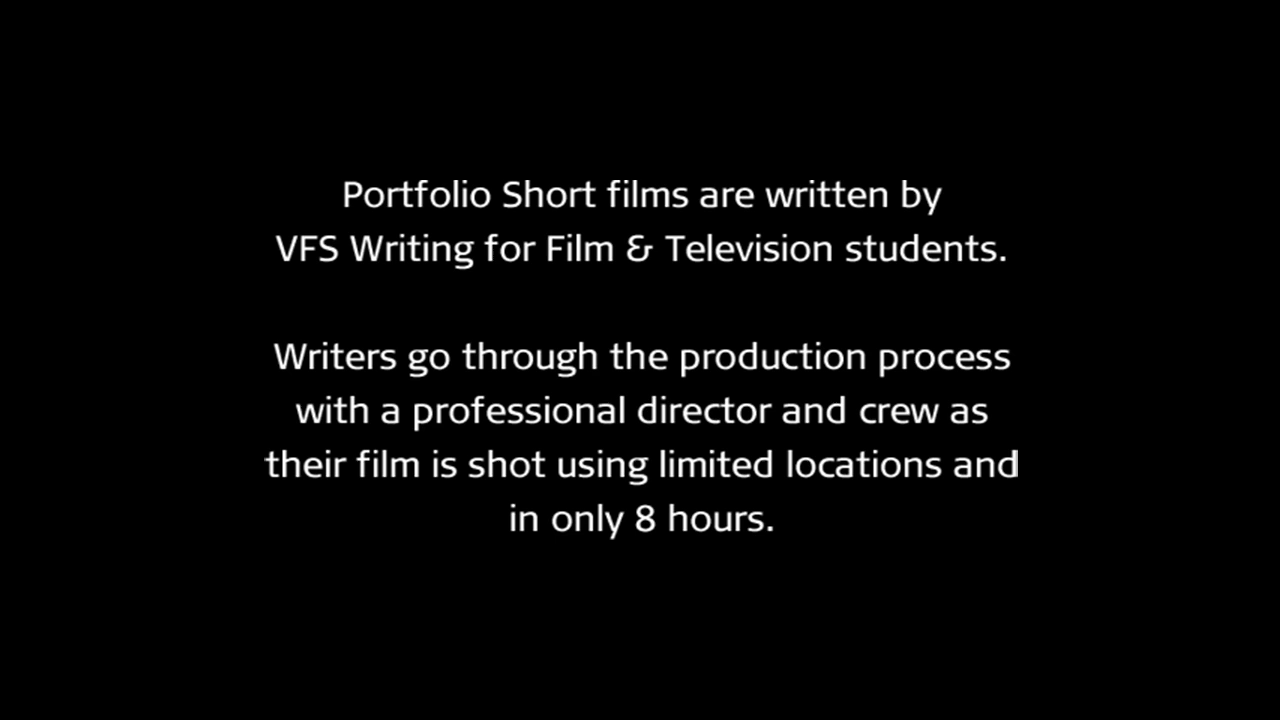 Portfolio Short films are written by
VFS Writing for Film & Television students.
Writers go through the production process
with a professional director and crew as
their film is shot using limited locations and
in only 8 hours.